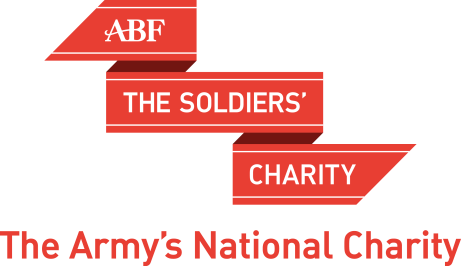 ABF
THE SOLDIERS’
CHARITY
The Army’s National Charity